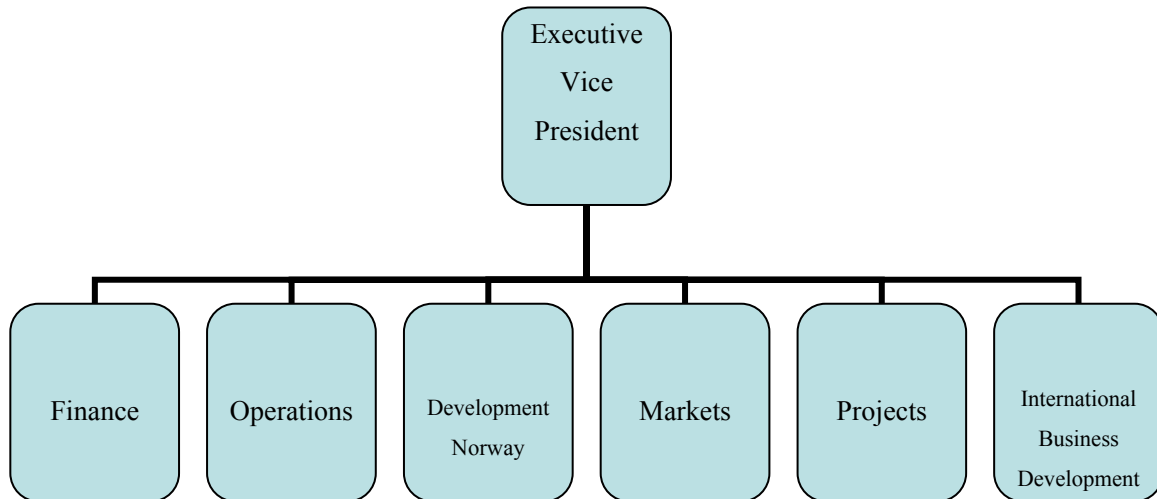 Executive
Vice
President
Finance
Operations
Development
Norway
Markets
Projects
International
Business
Development